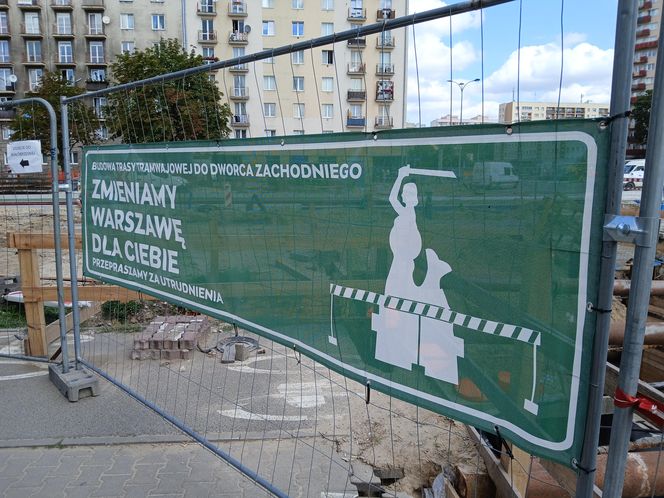 BUDOWA TRASY TRAMWAJOWEJ DO DWORCA ZACHODNIEGO
ZMIENIAMY
WARSZAWĘ
DLA CIEBIE
PRZEPRASZAMY ZA UTRUDNIENIA